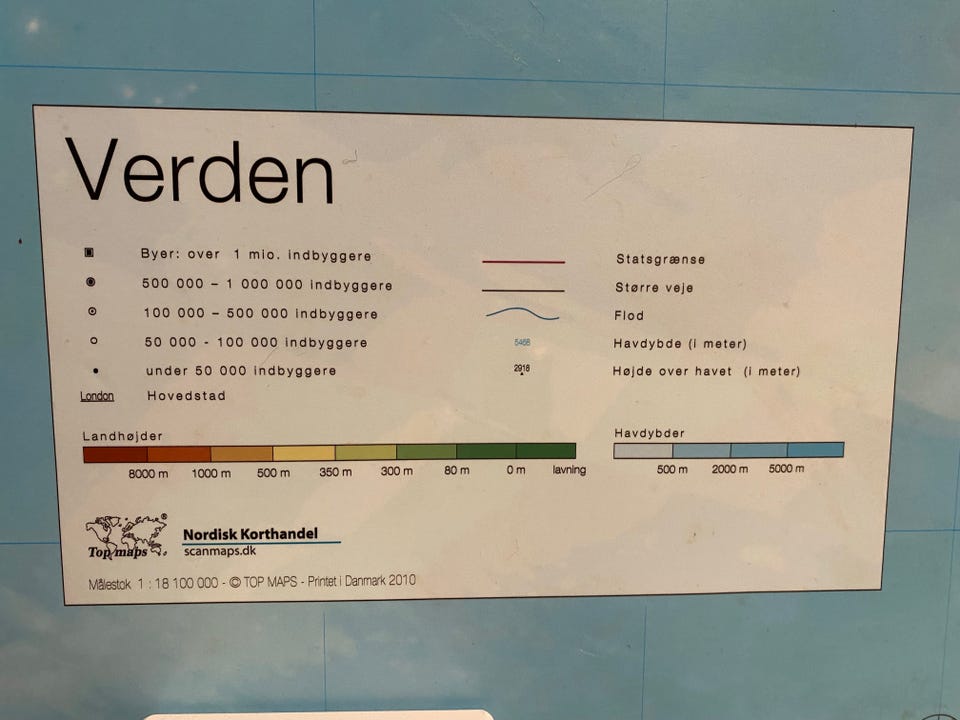 Verden
Byer: over 1 mio. indbyggere
500 000 – 1 000 000 indbyggere
100 000 – 500 000 indbyggere
50 000 - 100 000 indbyggere
under 50 000 indbyggere
London Hovedstad
Statsgrænse
Større veje
Flod
5468 Havdybde (i meter)
2918 Højde over havet (i meter)
Landhøjder
8000 m 1000 m 500 m 350 m 300 m 80 m 0 m lavning
Havdybder
500 m 2000 m 5000 m
Top maps ®
Nordisk Korthandel
scanmaps.dk
Målestok 1 : 18 100 000 - © TOP MAPS - Printet i Danmark 2010